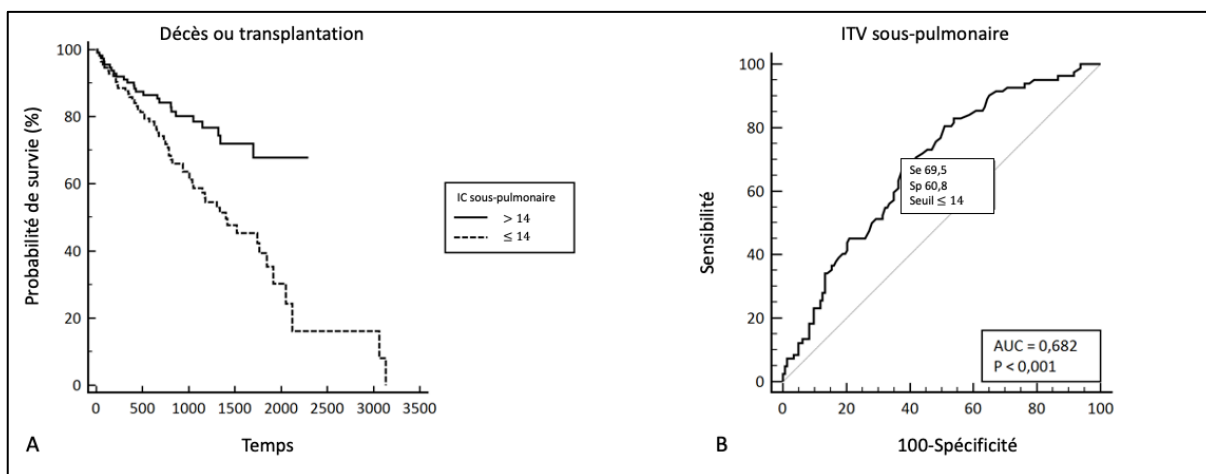 Décès ou transplantation
100
80
60
40
20
0
Probabilité de survie (%)
0 500 1000 1500 2000 2500 3000 3500
Temps
IC sous-pulmonaire
> 14
≤ 14
A
ITV sous-pulmonaire
100
80
60
40
20
0
Sensibilité
0 20 40 60 80 100
100-Spécificité
Se 69,5
Sp 60,8
Seuil ≤ 14
AUC = 0,682
P < 0,001
B